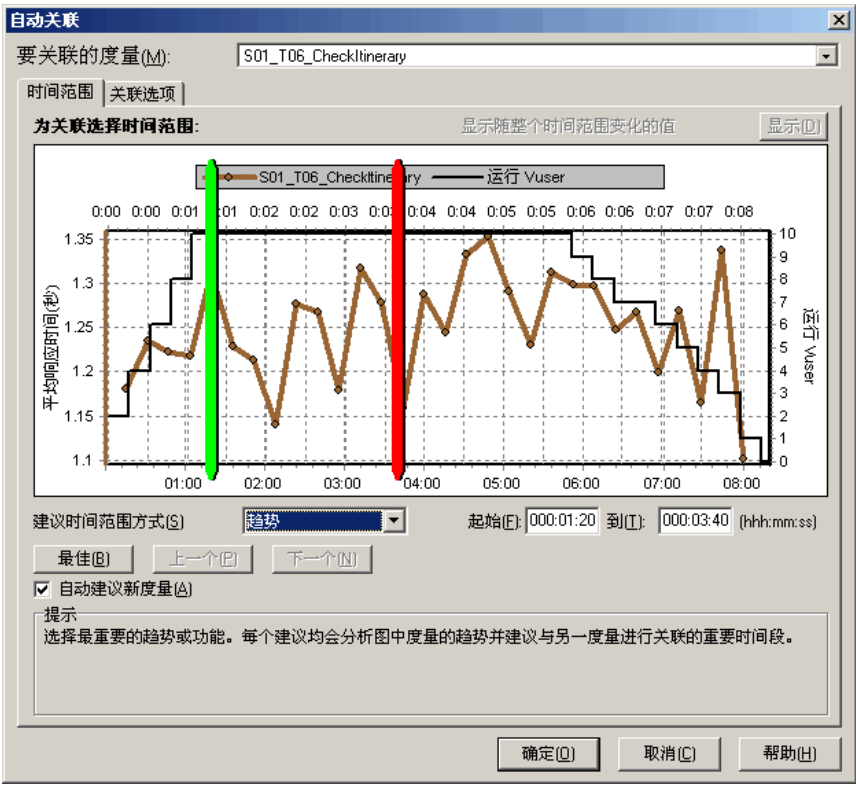 自动关联
要关联的度量(M): S01_T06_CheckItinerary
时间范围 关联选项
为关联选择时间范围: 显示随整个时间范围变化的值 显示(D)
S01_T06_CheckItinerary 运行 Vuser
0:00 0:00 0:01 0:01 0:02 0:02 0:03 0:03 0:04 0:04 0:05 0:05 0:06 0:06 0:07 0:07 0:08
平均响应时间(秒)
1.35
1.3
1.25
1.2
1.15
1.1
10
9
8
7
6
5
4
3
2
1
0
运行 Vuser
01:00 02:00 03:00 04:00 05:00 06:00 07:00 08:00
建议时间范围方式(S) 趋势 起始(F): 000:01:20 到(T): 000:03:40 (hhh:mm:ss)
最佳(B) 上一个(P) 下一个(N)
自动建议新度量(A)
提示
选择最重要的趋势或功能。每个建议均会分析图中度量的趋势并建议与另一度量进行关联的重要时间段。
确定(O) 取消(C) 帮助(H)